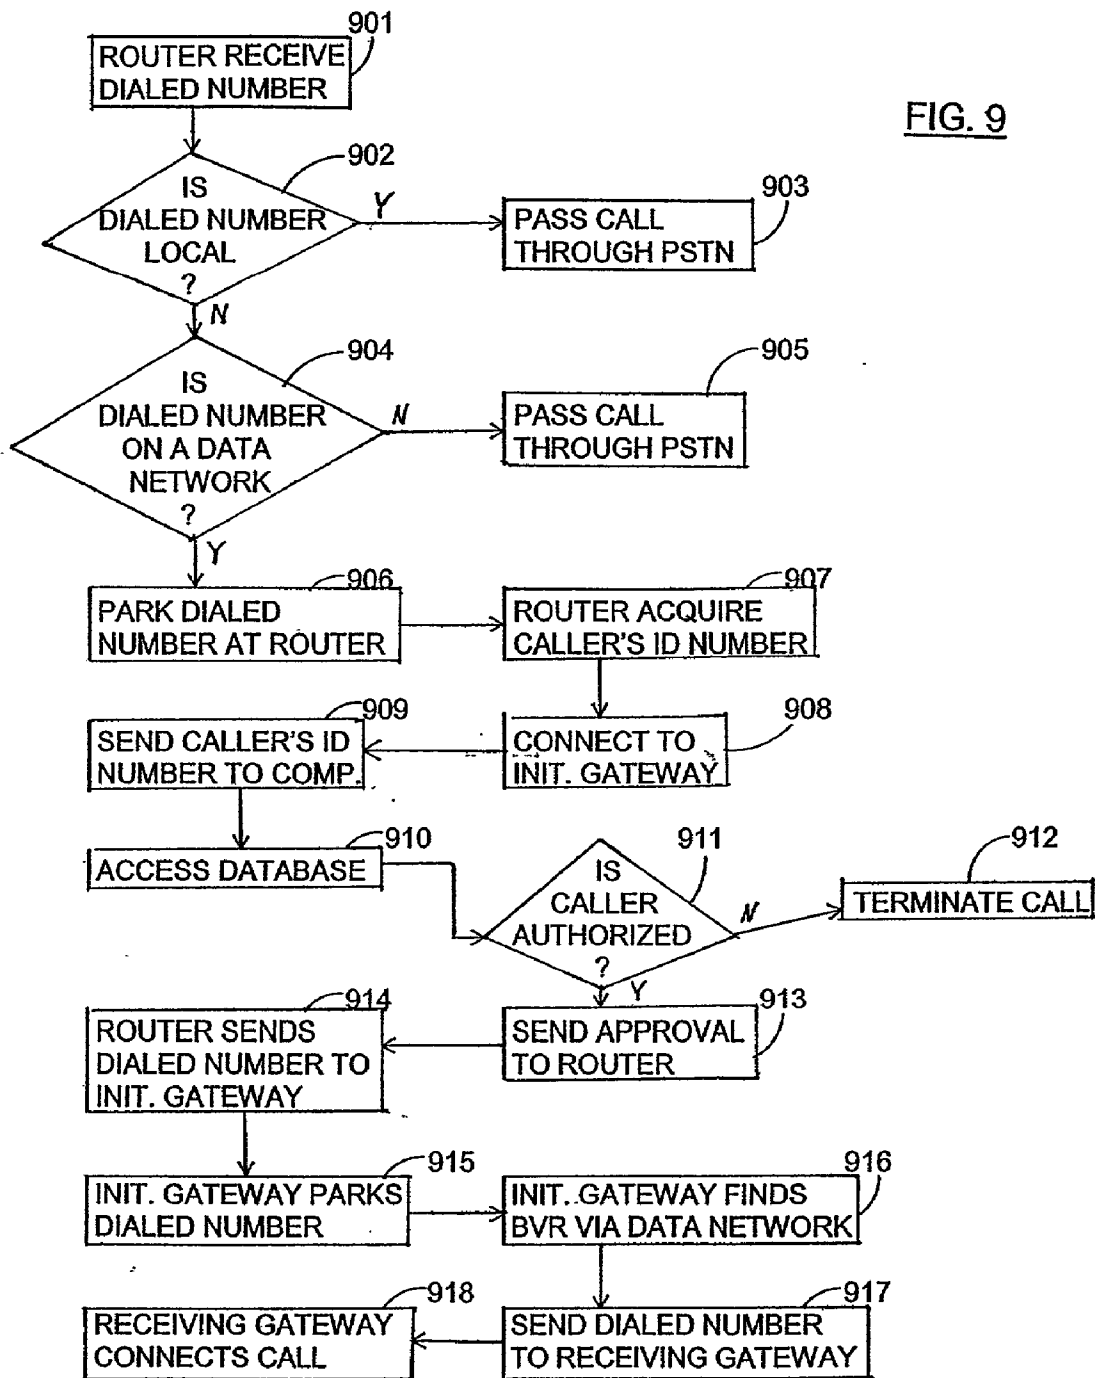 901
ROUTER RECEIVE
DIALED NUMBER
FIG. 9
902
IS
DIALED NUMBER
LOCAL
?
Y
903
PASS CALL
THROUGH PSTN
N
904
IS
DIALED NUMBER
ON A DATA
NETWORK
?
N
905
PASS CALL
THROUGH PSTN
Y
906
PARK DIALED
NUMBER AT ROUTER
907
ROUTER ACQUIRE
CALLER'S ID NUMBER
908
CONNECT TO
INIT. GATEWAY
909
SEND CALLER'S ID
NUMBER TO COMP.
910
ACCESS DATABASE
911
IS
CALLER
AUTHORIZED
?
N
912
TERMINATE CALL
Y
913
SEND APPROVAL
TO ROUTER
914
ROUTER SENDS
DIALED NUMBER TO
INIT. GATEWAY
915
INIT. GATEWAY PARKS
DIALED NUMBER
916
INIT. GATEWAY FINDS
BVR VIA DATA NETWORK
917
SEND DIALED NUMBER
TO RECEIVING GATEWAY
918
RECEIVING GATEWAY
CONNECTS CALL